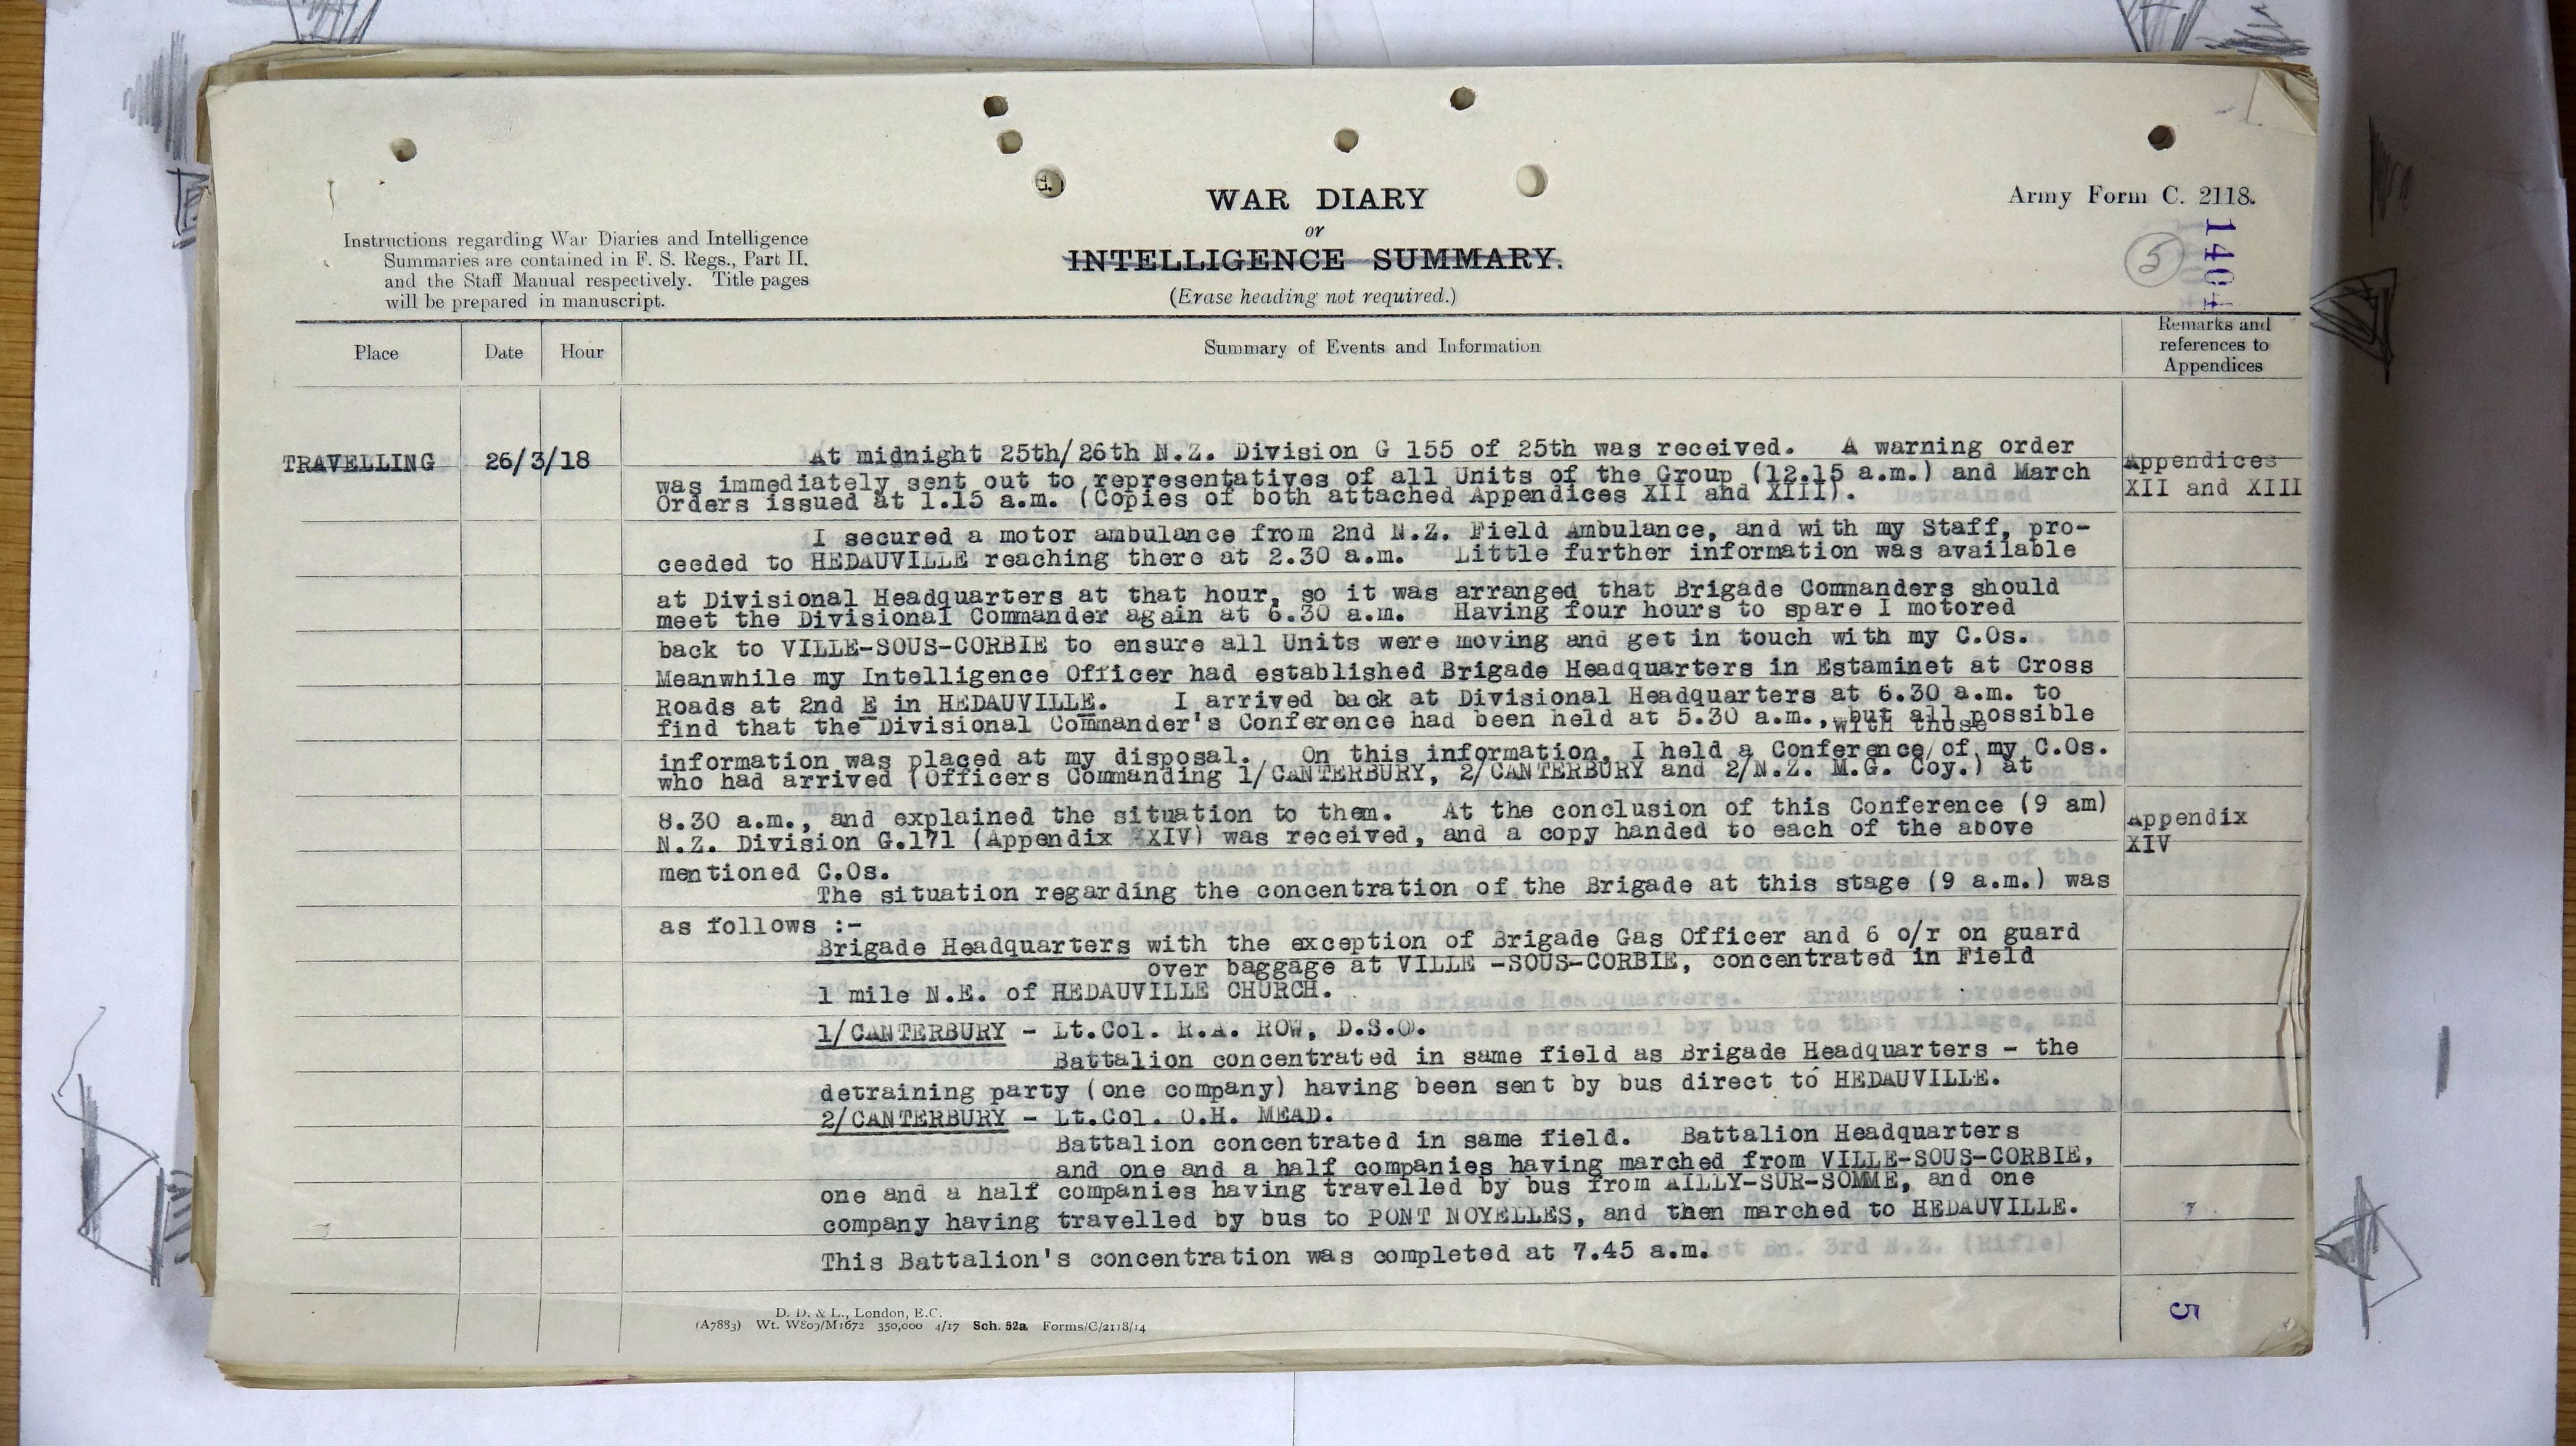 WAR DIARY
or
INTELLIGENCE SUMMARY.
(Erase heading not required.)
Army Form C. 2118.
Instructions regarding War Diaries and Intelligence
Summaries are contained in F. S. Regs., Part II.
and the Staff Manual respectively. Title pages
will be prepared in manuscript.
5
1404
Place
Date
Hour
Summary of Events and Information
Remarks and
references to
Appendices
TRAVELLING
26/3/18
At midnight 25th/26th N.Z. Division G 155 of 25th was received. A warning order
was immediately sent out to representatives of all Units of the Group (12.15 a.m.) and March
Orders issued at 1.15 a.m. (Copies of both attached Appendices XII and XIII).
Appendices
XII and XIII
I secured a motor ambulance from 2nd N.Z. Field Ambulance, and with my Staff, pro-
ceeded to HEDAUVILLE reaching there at 2.30 a.m. Little further information was available
at Divisional Headquarters at that hour, so it was arranged that Brigade Commanders should
meet the Divisional Commander again at 6.30 a.m. Having four hours to spare I motored
back to VILLE-SOUS-CORBIE to ensure all Units were moving and get in touch with my C.Os.
Meanwhile my Intelligence Officer had established Brigade Headquarters in Estaminet at Cross
Roads at 2nd E in HEDAUVILLE. I arrived back at Divisional Headquarters at 6.30 a.m. to
find that the Divisional Commander's Conference had been held at 5.30 a.m., but all possible
with those
information was placed at my disposal. On this information, I held a Conference/of my C.Os.
who had arrived (Officers Commanding 1/CANTERBURY, 2/CANTERBURY and 2/N.Z. M.G. Coy.) at
8.30 a.m., and explained the situation to them. At the conclusion of this Conference (9 am)
N.Z. Division G.171 (Appendix XXIV) was received, and a copy handed to each of the above
mentioned C.Os.
Appendix
XIV
The situation regarding the concentration of the Brigade at this stage (9 a.m.) was
as follows :-
Brigade Headquarters with the exception of Brigade Gas Officer and 6 o/r on guard
over baggage at VILLE -SOUS-CORBIE, concentrated in Field
1 mile N.E. of HEDAUVILLE CHURCH.
1/CANTERBURY - Lt.Col. R.A. ROW, D.S.O.
Battalion concentrated in same field as Brigade Headquarters - the
detraining party (one company) having been sent by bus direct to HEDAUVILLE.
2/CANTERBURY - Lt.Col. O.H. MEAD.
Battalion concentrated in same field. Battalion Headquarters
and one and a half companies having marched from VILLE-SOUS-CORBIE,
one and a half companies having travelled by bus from AILLY-SUR-SOMME, and one
company having travelled by bus to PONT NOYELLES, and then marched to HEDAUVILLE.
This Battalion's concentration was completed at 7.45 a.m.
D. D. & L., London, E.C.
(A7883) Wt. W809/M1672 350,000 4/17 Sch. 52a Forms/C/2118/14
5